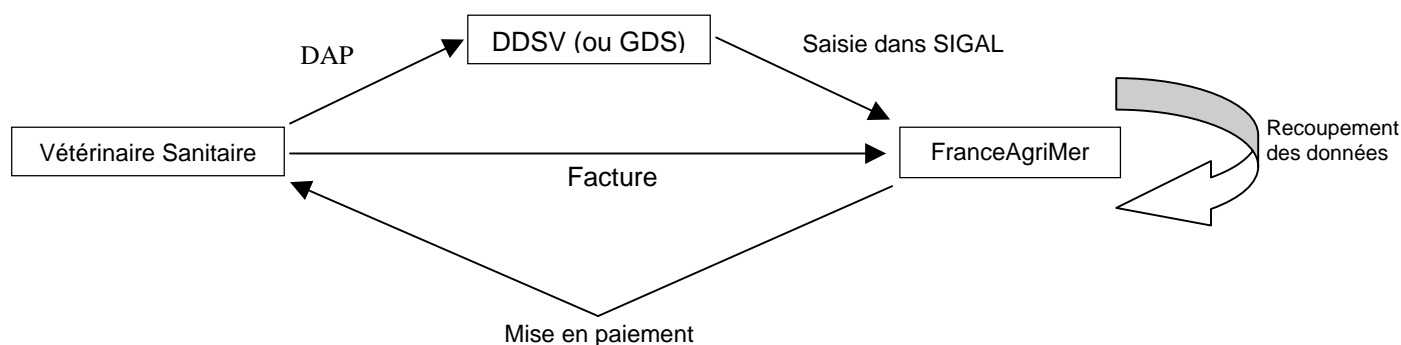 DDSV (ou GDS)
DAP
Saisie dans SIGAL
Vétérinaire Sanitaire
Facture
FranceAgriMer
Recoupement
des données
Mise en paiement